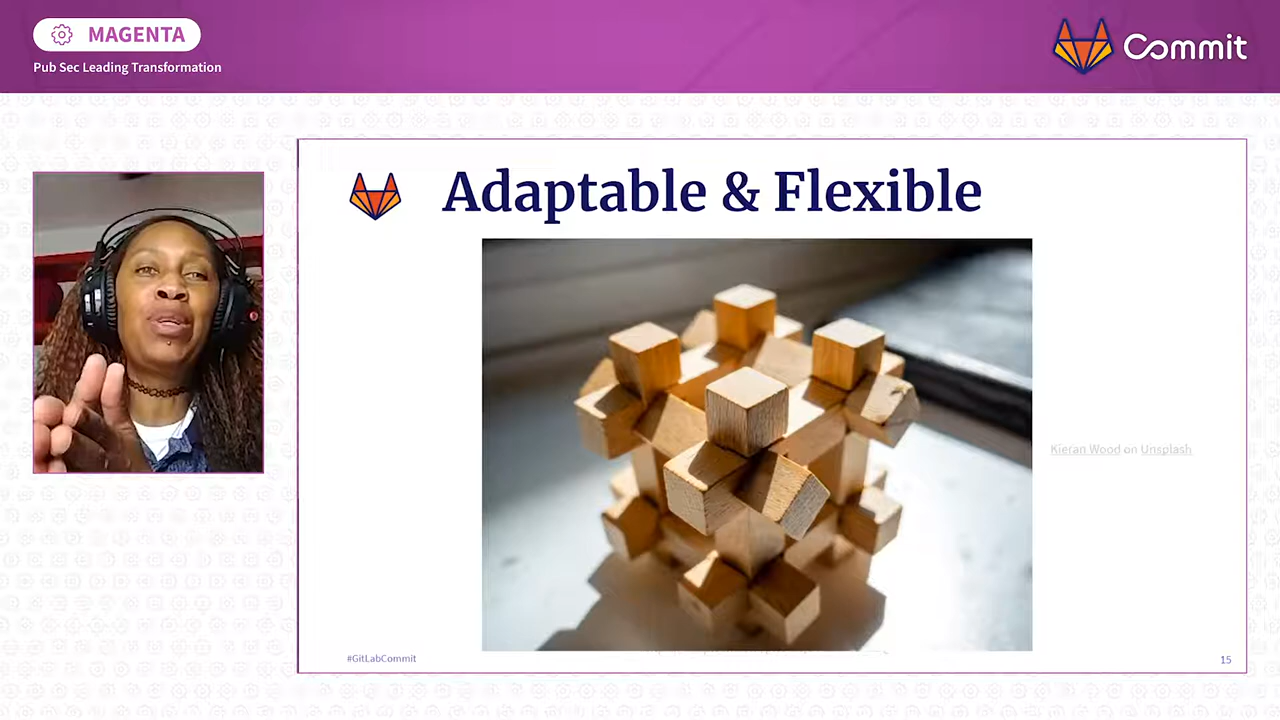 MAGENTA
Pub Sec Leading Transformation
Commit
Adaptable & Flexible
Kieran Wood on Unsplash
#GitLabCommit
15